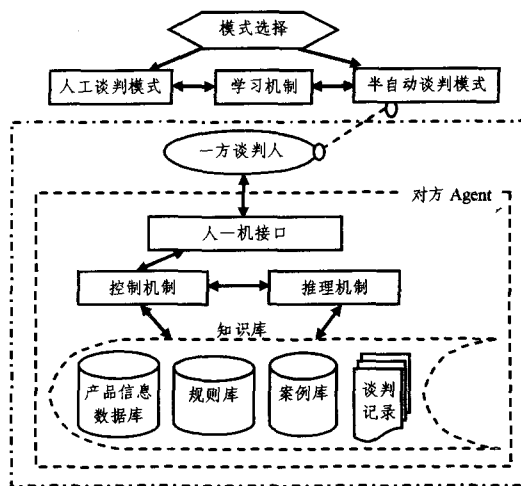 模式选择
人工谈判模式
学习机制
半自动谈判模式
一方谈判人
对方 Agent
人—机接口
控制机制
推理机制
知识库
产品信息
数据库
规则库
案例库
谈判
记录